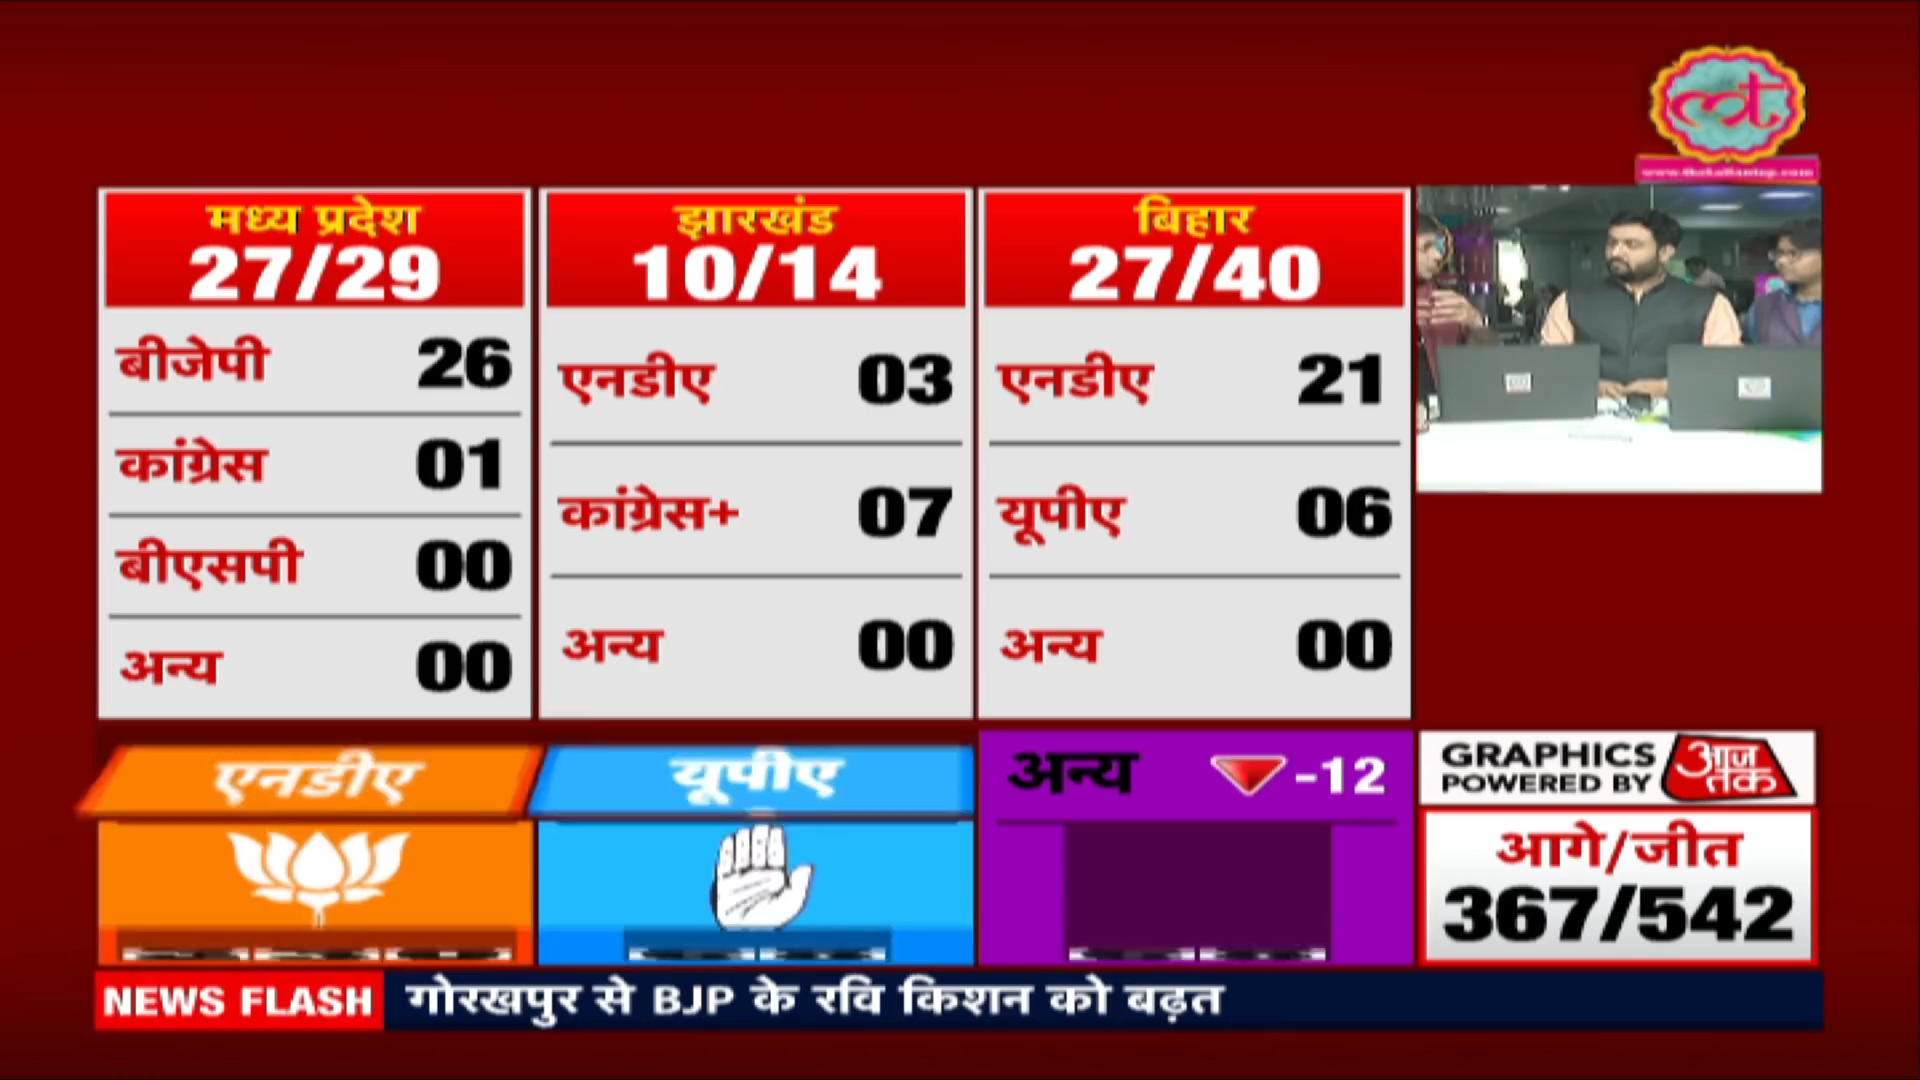 मध्य प्रदेश
27/29
बीजेपी 26
कांग्रेस 01
बीएसपी 00
अन्य 00
झारखंड
10/14
एनडीए 03
कांग्रेस+ 07
अन्य 00
बिहार
27/40
एनडीए 21
यूपीए 06
अन्य 00
एनडीए
यूपीए
अन्य -12
GRAPHICS
POWERED BY
आज तक
आगे/जीत
367/542
NEWS FLASH
गोरखपुर से BJP के रवि किशन को बढ़त